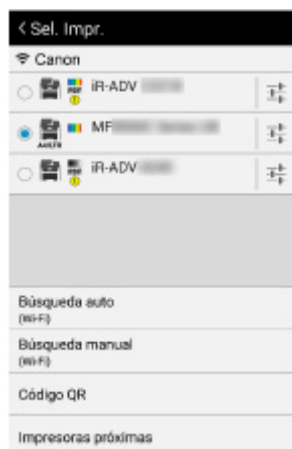 < Sel. Impr.
Canon
iR-ADV
MF
iR-ADV
Búsqueda auto
(Wi-Fi)
Búsqueda manual
(Wi-Fi)
Código QR
Impresoras próximas